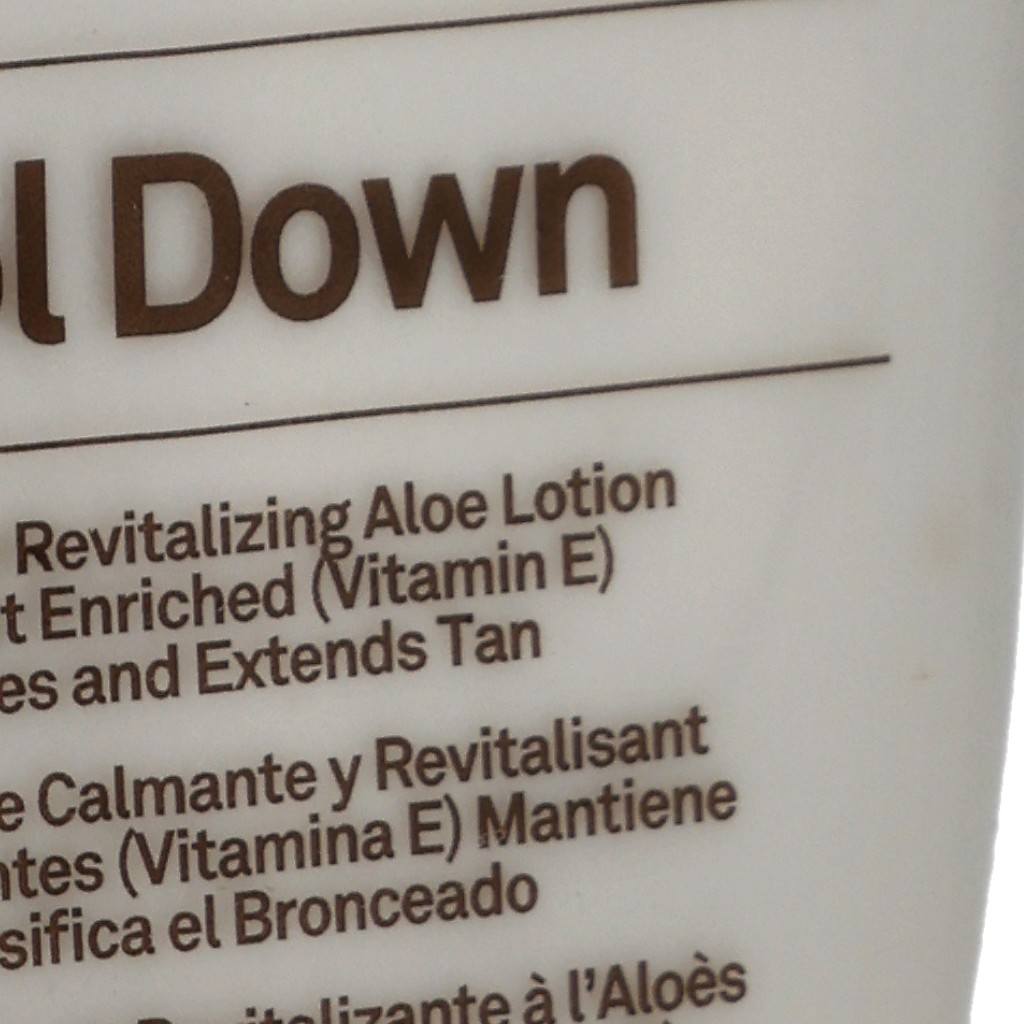 l Down
Revitalizing Aloe Lotion
t Enriched (Vitamin E)
es and Extends Tan
e Calmante y Revitalisant
ntes (Vitamina E) Mantiene
sifica el Bronceado
Revitalizante à l'Aloès